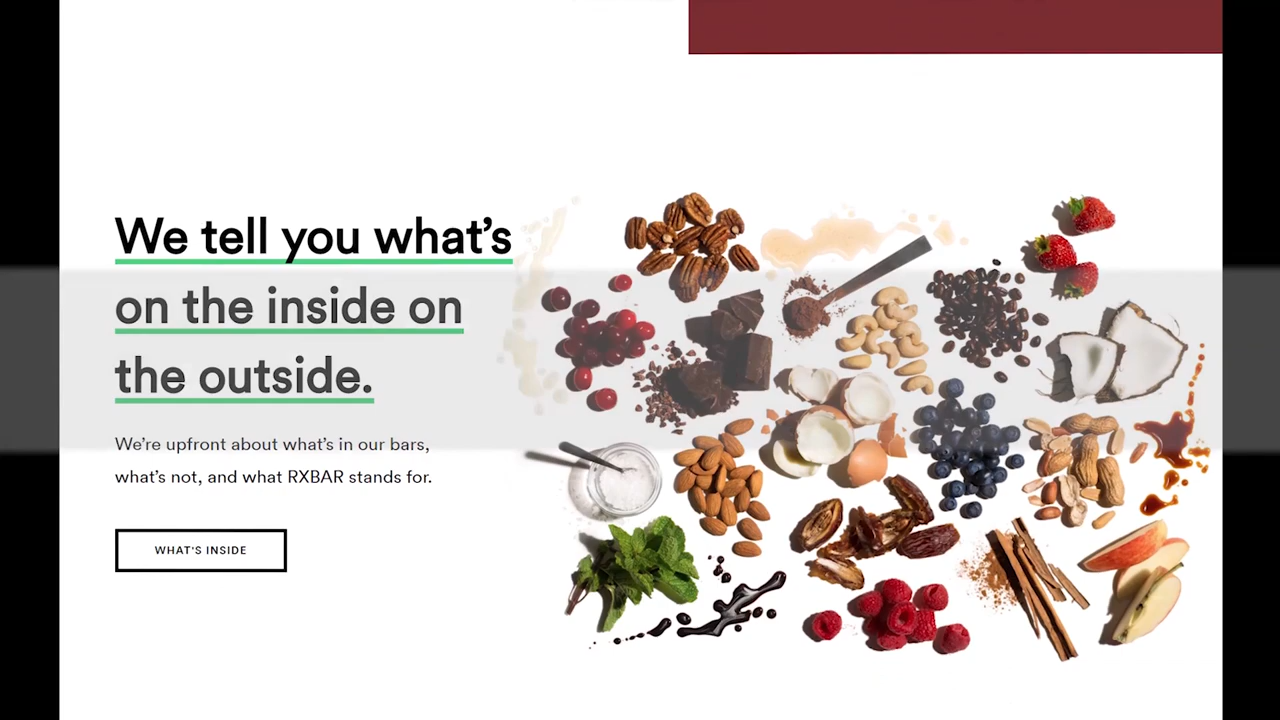 We tell you what's
on the inside on
the outside.
We're upfront about what's in our bars,
what's not, and what RXBAR stands for.
WHAT'S INSIDE